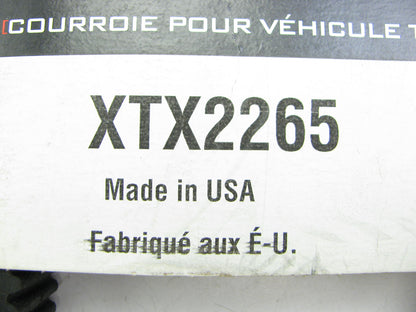 [COURROIE POUR VÉHICULE T
XTX2265
Made in USA
Fabriqué aux É-U.